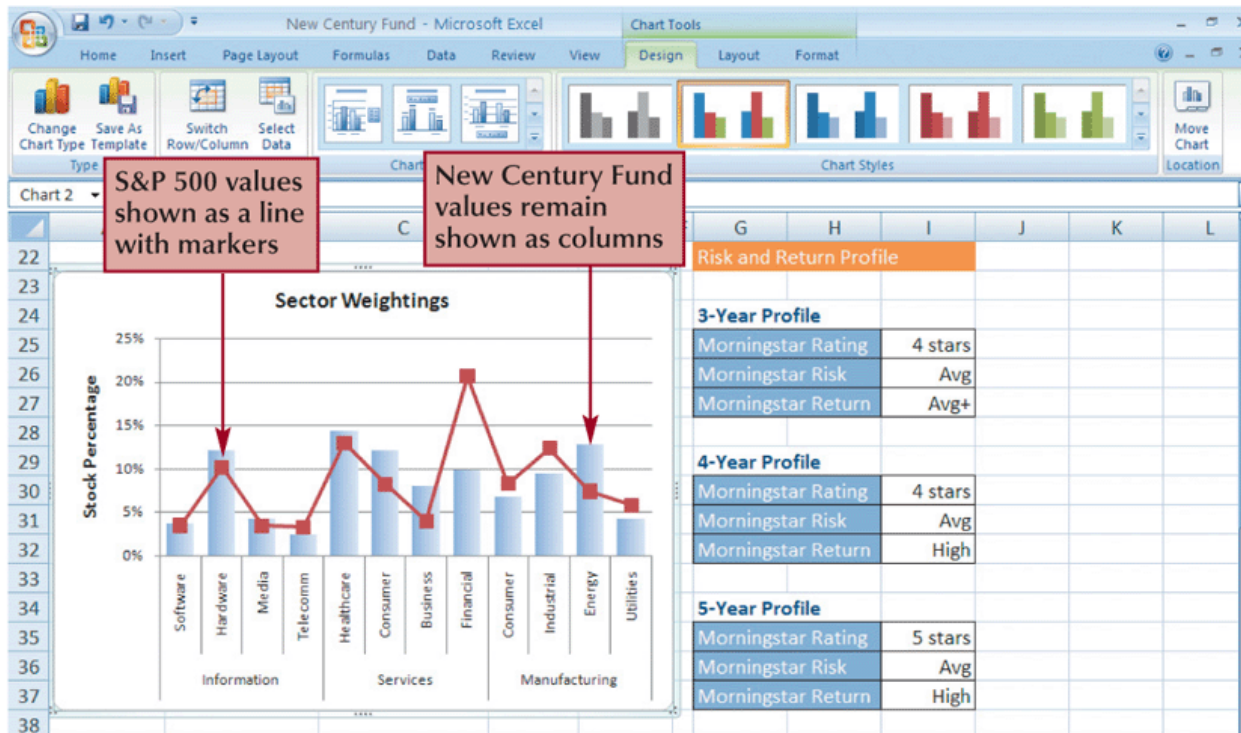 New Century Fund - Microsoft Excel
Chart Tools
Home Insert Page Layout Formulas Data Review View Design Layout Format
Change Chart Type
Save As Template
Switch Row/Column
Select Data
Move Chart
Type
Chart
Chart Styles
Location
Chart 2
S&P 500 values
shown as a line
with markers
New Century Fund
values remain
shown as columns
C G H I J K L
22 Risk and Return Profile
23
24 3-Year Profile
25 Morningstar Rating 4 stars
26 Morningstar Risk Avg
27 Morningstar Return Avg+
28
29 4-Year Profile
30 Morningstar Rating 4 stars
31 Morningstar Risk Avg
32 Morningstar Return High
33
34 5-Year Profile
35 Morningstar Rating 5 stars
36 Morningstar Risk Avg
37 Morningstar Return High
38
Sector Weightings
Stock Percentage
25%
20%
15%
10%
5%
0%
Software Hardware Media Telecomm Healthcare Consumer Business Financial Consumer Industrial Energy Utilities
Information Services Manufacturing